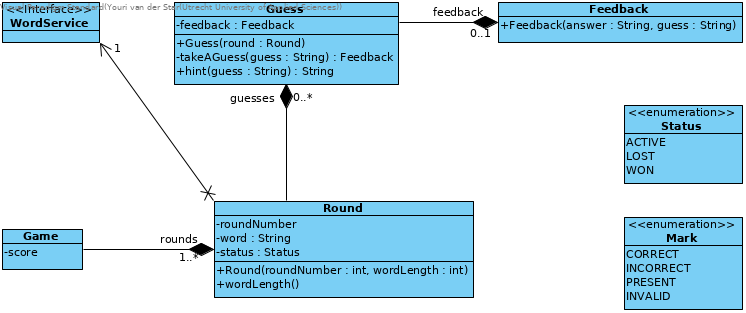 Visual Paradigm Standard(Youri van der Ster(Utrecht University of Applied Sciences))
<<Interface>>
WordService
Guess
-feedback : Feedback
+Guess(round : Round)
-takeAGuess(guess : String) : Feedback
+hint(guess : String) : String
feedback
0..1
Feedback
+Feedback(answer : String, guess : String)
1
guesses
0..*
<<enumeration>>
Status
ACTIVE
LOST
WON
Game
-score
rounds
1..*
Round
-roundNumber
-word : String
-status : Status
+Round(roundNumber : int, wordLength : int)
+wordLength()
<<enumeration>>
Mark
CORRECT
INCORRECT
PRESENT
INVALID